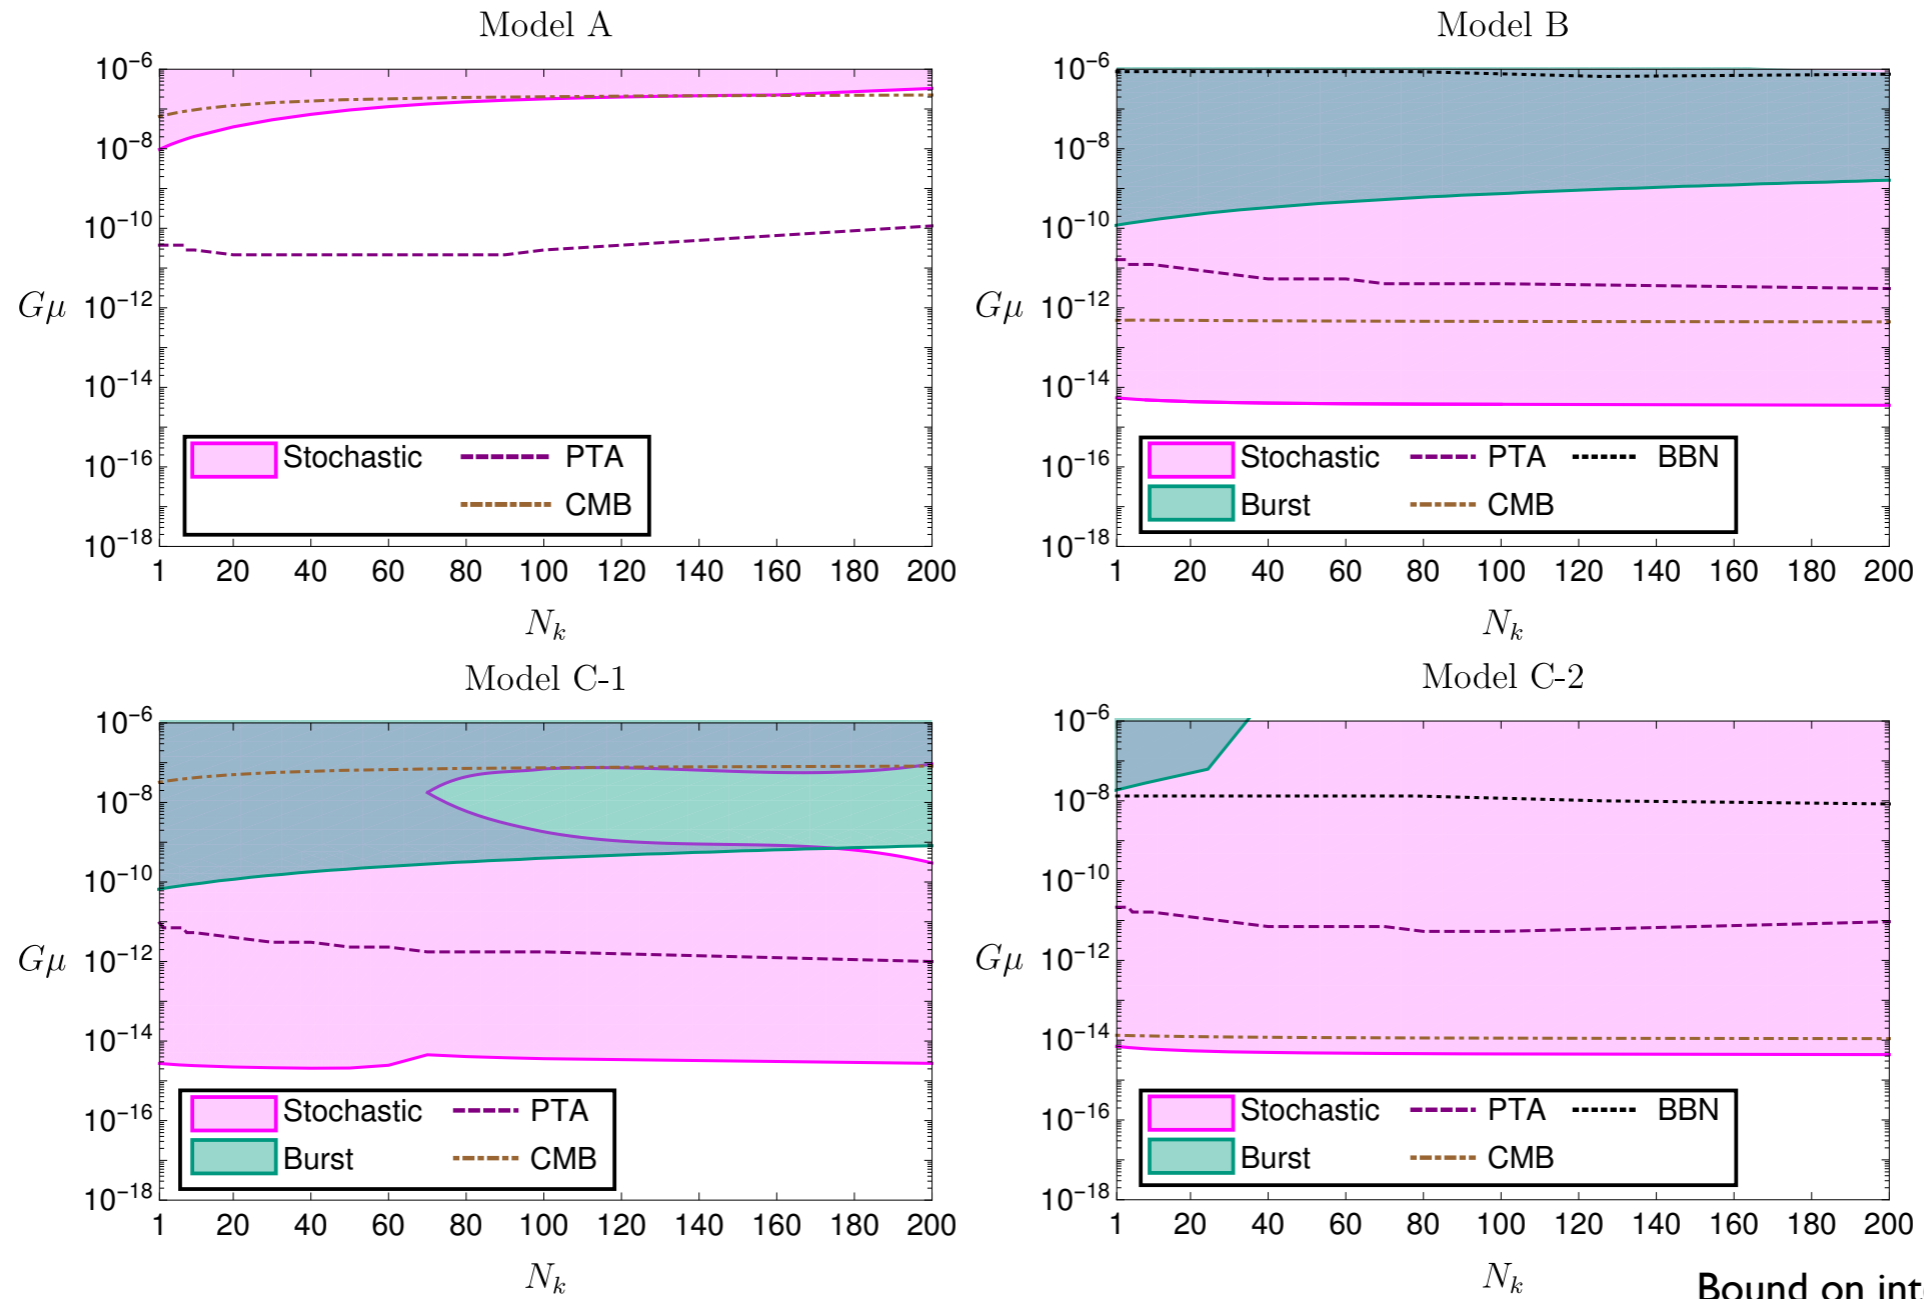 Model A
10^−6
10^−8
10^−10
10^−12
10^−14
10^−16
10^−18
Gμ
Stochastic PTA
CMB
1 20 40 60 80 100 120 140 160 180 200
N_k
Model B
10^−6
10^−8
10^−10
10^−12
10^−14
10^−16
10^−18
Gμ
Stochastic PTA BBN
Burst CMB
1 20 40 60 80 100 120 140 160 180 200
N_k
Model C-1
10^−6
10^−8
10^−10
10^−12
10^−14
10^−16
10^−18
Gμ
Stochastic PTA
Burst CMB
1 20 40 60 80 100 120 140 160 180 200
N_k
Model C-2
10^−6
10^−8
10^−10
10^−12
10^−14
10^−16
10^−18
Gμ
Stochastic PTA BBN
Burst CMB
1 20 40 60 80 100 120 140 160 180 200
N_k
Bound on